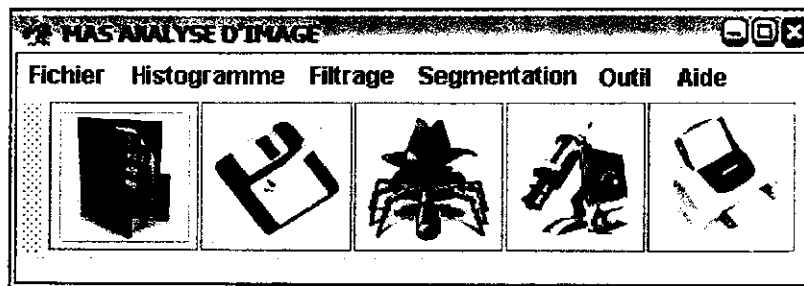 MAS ANALYSE D'IMAGE
Fichier Histogramme Filtrage Segmentation Outil Aide